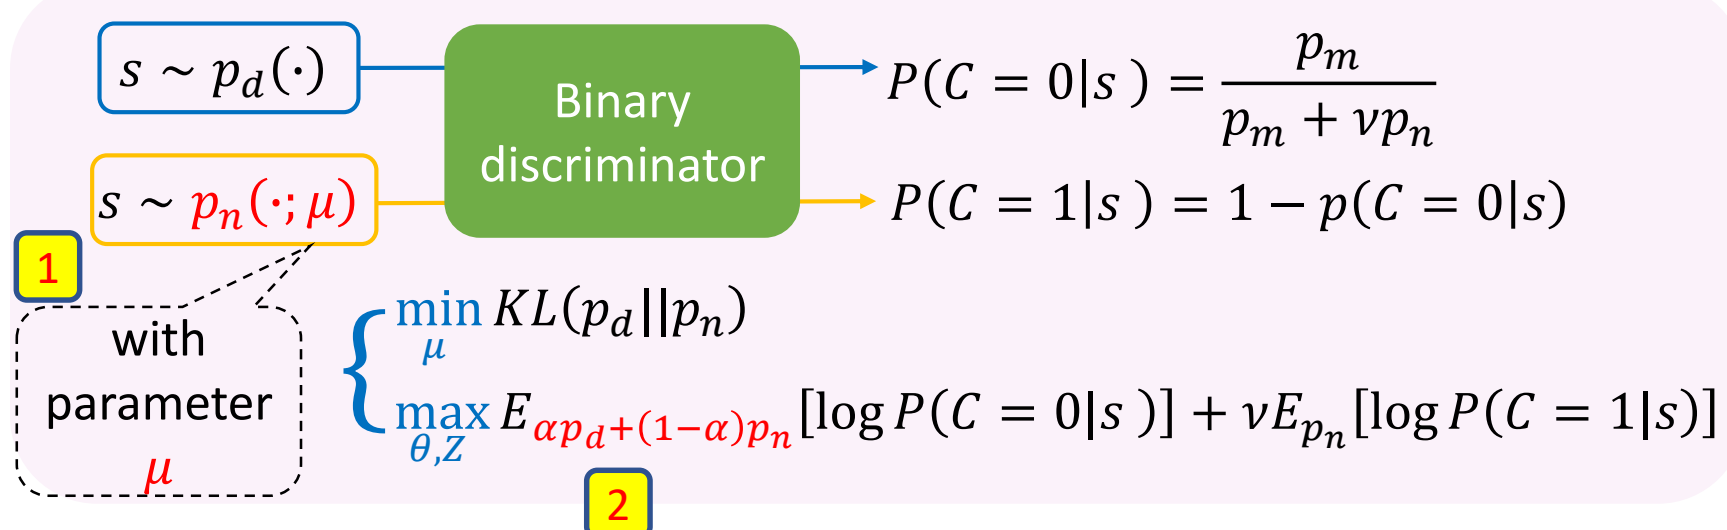 s ~ p_d(·)
Binary
discriminator
P(C = 0|s ) = p_m / (p_m + νp_n)
s ~ p_n(·; μ)
P(C = 1|s ) = 1 − p(C = 0|s)
1
with
parameter
μ
min_μ KL(p_d||p_n)
max_{θ,Z} E_{αp_d+(1−α)p_n}[log P(C = 0|s )] + νE_{p_n}[log P(C = 1|s)]
2